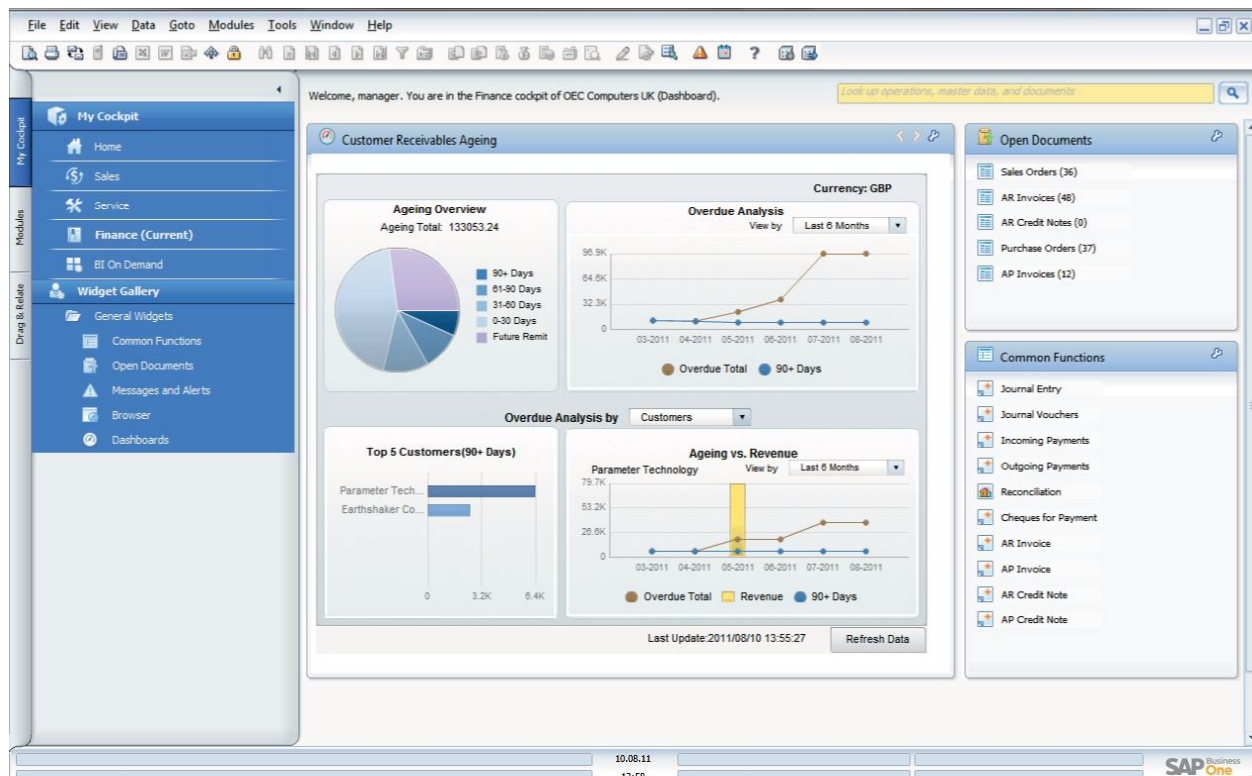 File Edit View Data Goto Modules Tools Window Help
My Cockpit
Modules
Drag & Relate
My Cockpit
Home
Sales
Service
Finance (Current)
BI On Demand
Widget Gallery
General Widgets
Common Functions
Open Documents
Messages and Alerts
Browser
Dashboards
Welcome, manager. You are in the Finance cockpit of OEC Computers UK (Dashboard).
Look up operations, master data, and documents
Customer Receivables Ageing
Currency: GBP
Ageing Overview
Ageing Total: 133053.24
90+ Days
61-90 Days
31-60 Days
0-30 Days
Future Remit
Overdue Analysis
View by Last 6 Months
96.9K
64.6K
32.3K
0
03-2011 04-2011 05-2011 06-2011 07-2011 08-2011
Overdue Total 90+ Days
Overdue Analysis by Customers
Top 5 Customers(90+ Days)
Parameter Tech...
Earthshaker Co...
0 3.2K 6.4K
Ageing vs. Revenue
Parameter Technology View by Last 6 Months
79.7K
53.2K
26.6K
0
03-2011 04-2011 05-2011 06-2011 07-2011 08-2011
Overdue Total Revenue 90+ Days
Last Update:2011/08/10 13:55:27 Refresh Data
Open Documents
Sales Orders (36)
AR Invoices (48)
AR Credit Notes (0)
Purchase Orders (37)
AP Invoices (12)
Common Functions
Journal Entry
Journal Vouchers
Incoming Payments
Outgoing Payments
Reconciliation
Cheques for Payment
AR Invoice
AP Invoice
AR Credit Note
AP Credit Note
10.08.11
SAP Business One